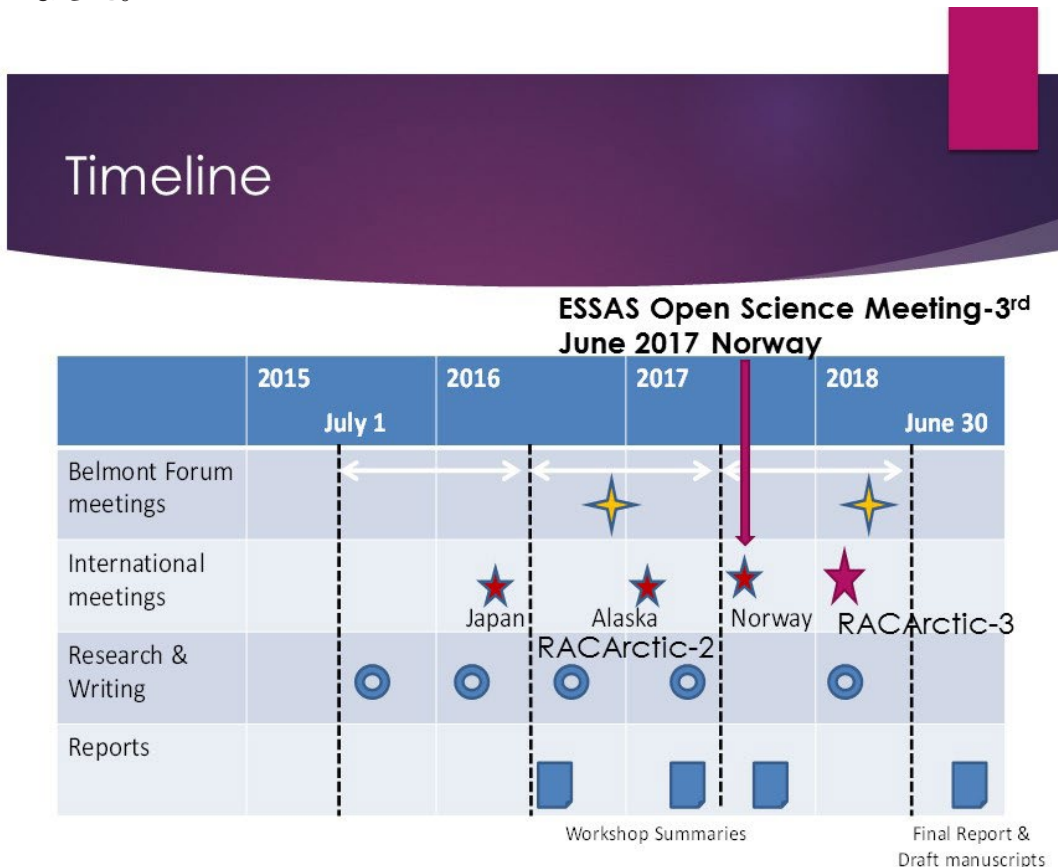 Timeline
ESSAS Open Science Meeting-3rd
June 2017 Norway
2015
2016
2017
2018
July 1
June 30
Belmont Forum
meetings
International
meetings
Japan
Alaska
Norway
RACArctic-3
RACArctic-2
Research &
Writing
Reports
Workshop Summaries
Final Report &
Draft manuscripts